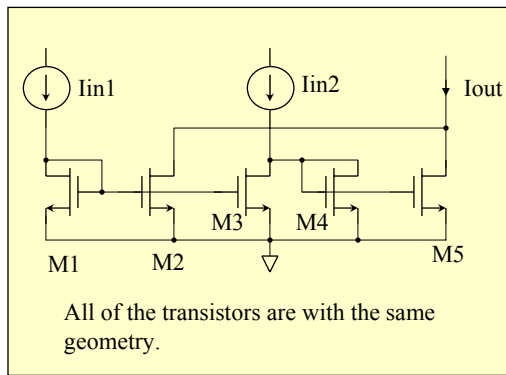 Iin1
Iin2
Iout
M1
M2
M3
M4
M5
All of the transistors are with the same
geometry.